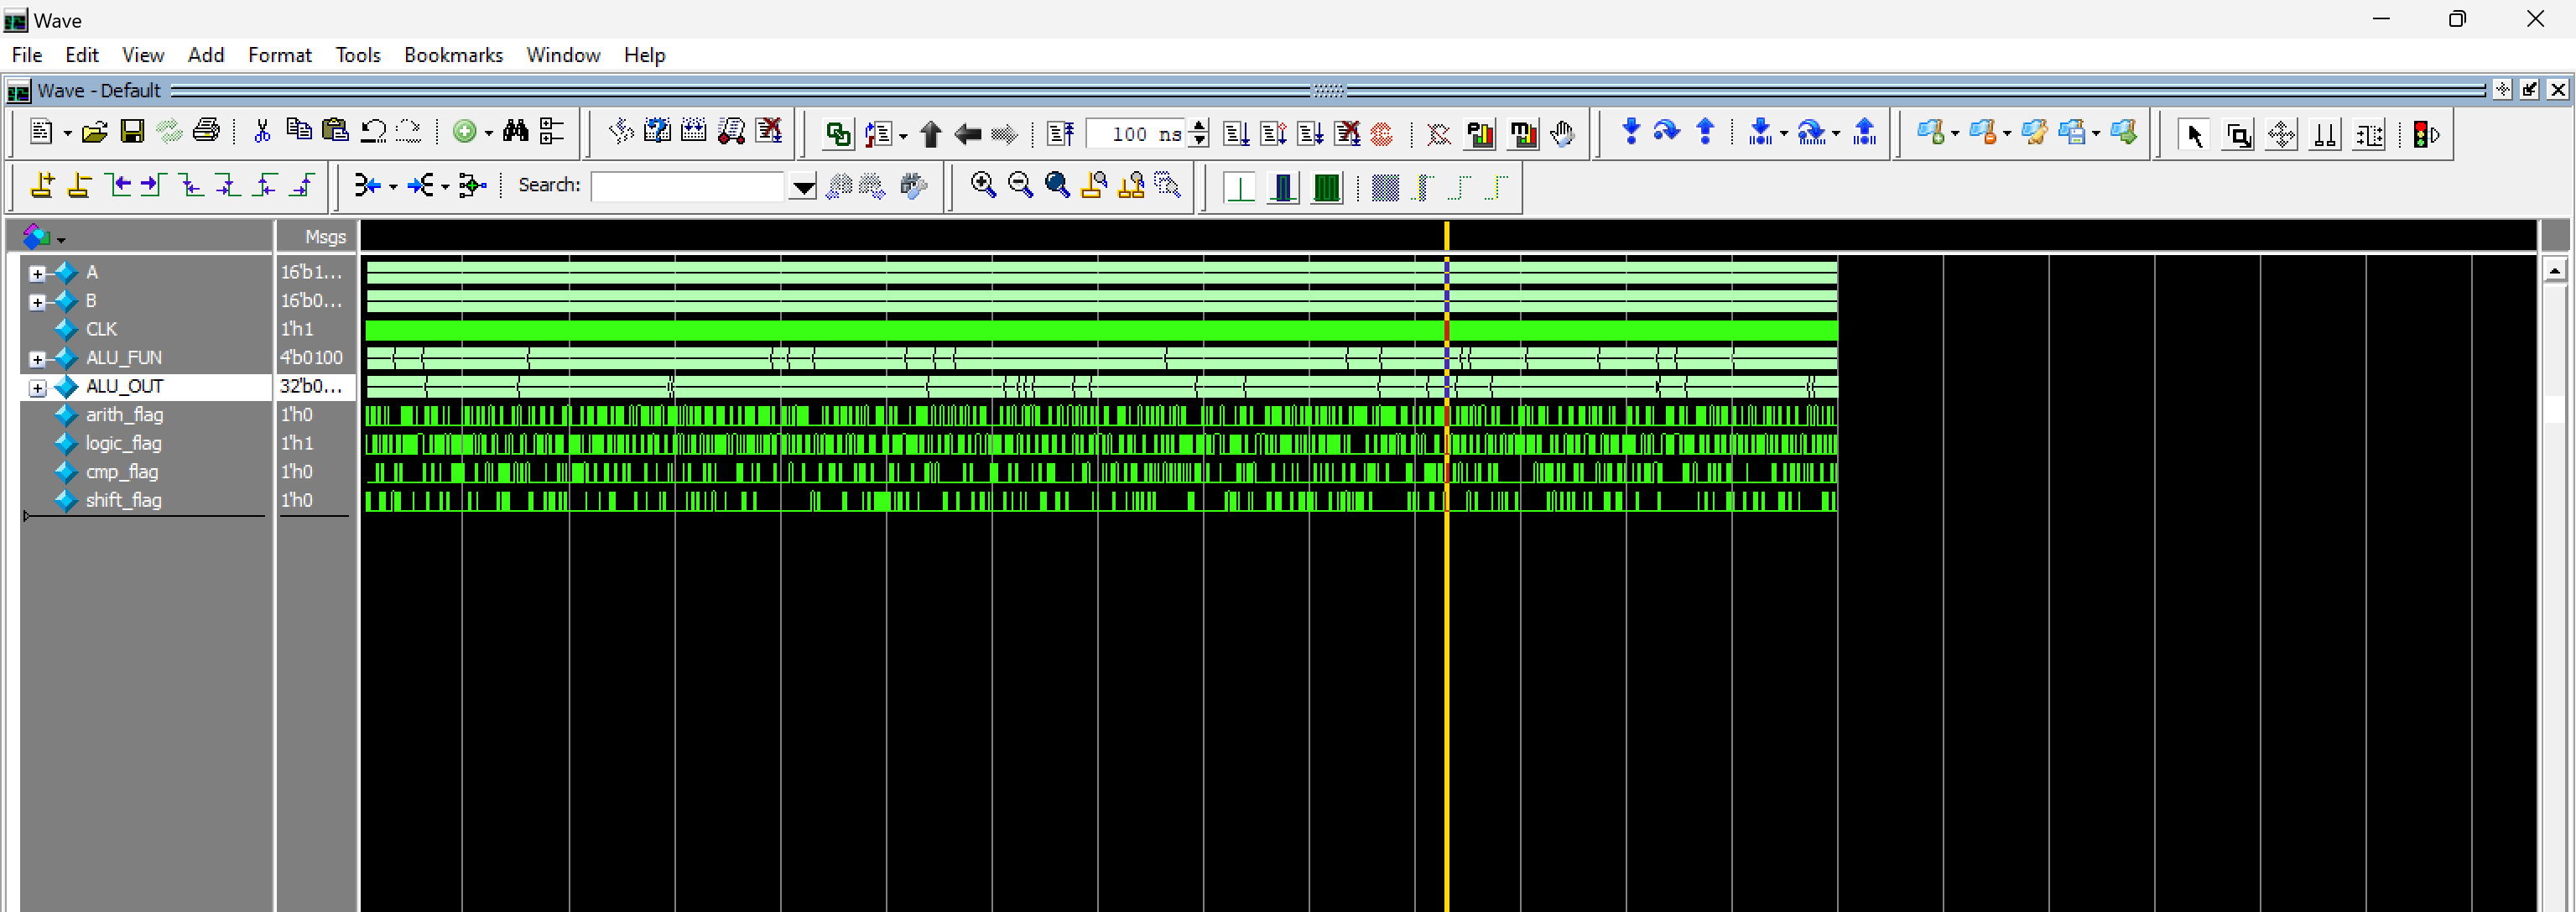 Wave
File Edit View Add Format Tools Bookmarks Window Help
Wave - Default
100 ns
Search:
Msgs
A 16'b1...
B 16'b0...
CLK 1'h1
ALU_FUN 4'b0100
ALU_OUT 32'b0...
arith_flag 1'h0
logic_flag 1'h1
cmp_flag 1'h0
shift_flag 1'h0